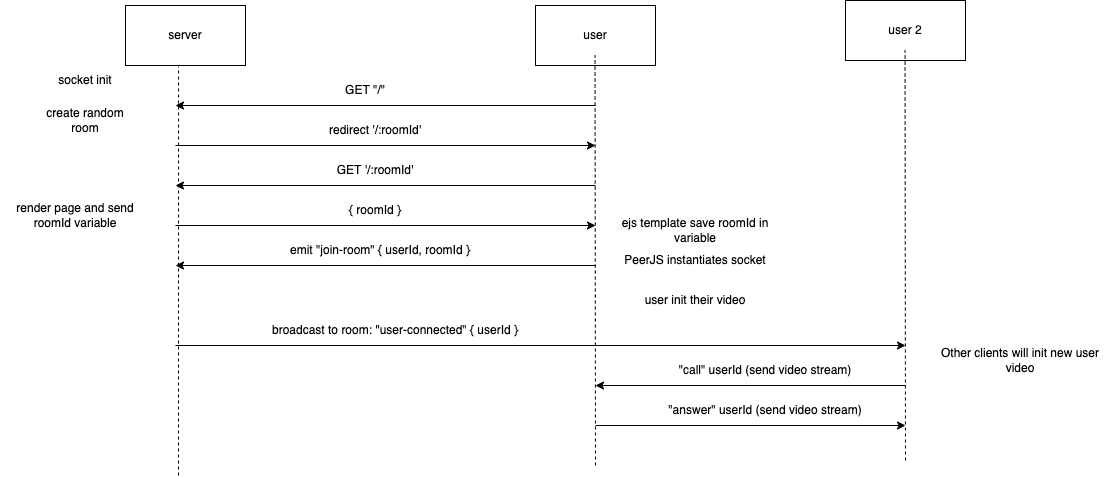 server
user
user 2
socket init
GET "/"
create random
room
redirect '/:roomId'
GET '/:roomId'
render page and send
roomId variable
{ roomId }
ejs template save roomId in
variable
emit "join-room" { userId, roomId }
PeerJS instantiates socket
user init their video
broadcast to room: "user-connected" { userId }
Other clients will init new user
video
"call" userId (send video stream)
"answer" userId (send video stream)